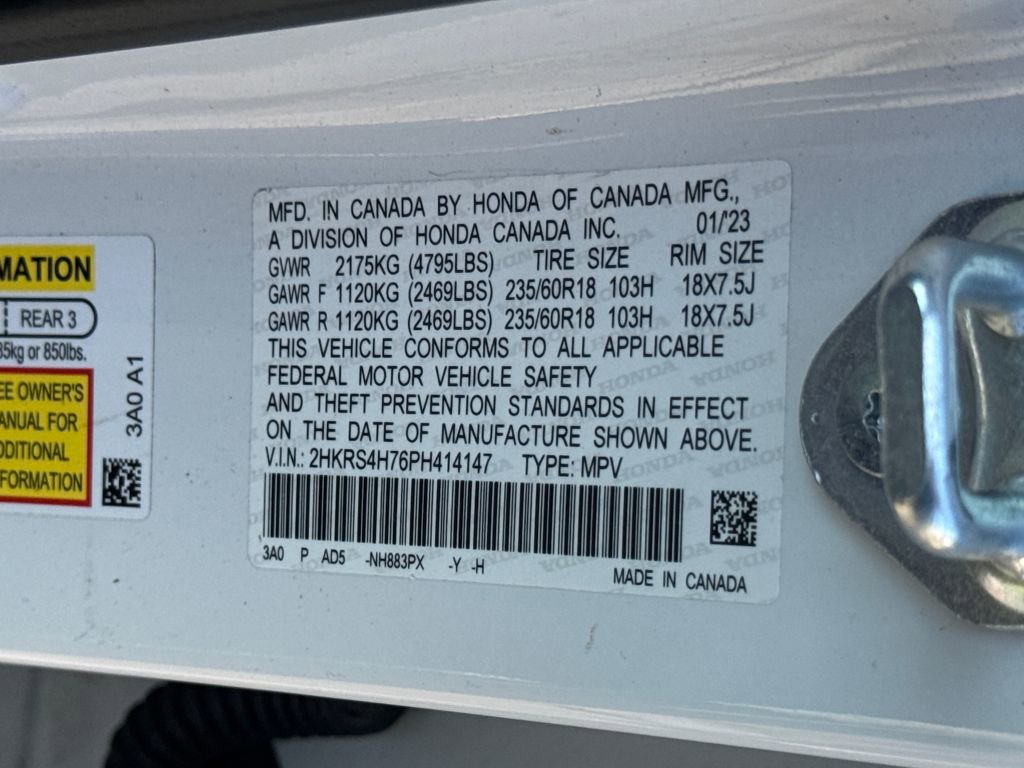 MATION
REAR 3
85kg or 850lbs.
EE OWNER'S
ANUAL FOR
DDITIONAL
FORMATION
3A0 A1
MFD. IN CANADA BY HONDA OF CANADA MFG.,
A DIVISION OF HONDA CANADA INC. 01/'23
GVWR 2175KG (4795LBS) TIRE SIZE RIM SIZE
GAWR F 1120KG (2469LBS) 235/60R18 103H 18X7.5J
GAWR R 1120KG (2469LBS) 235/60R18 103H 18X7.5J
THIS VEHICLE CONFORMS TO ALL APPLICABLE
FEDERAL MOTOR VEHICLE SAFETY
AND THEFT PREVENTION STANDARDS IN EFFECT
ON THE DATE OF MANUFACTURE SHOWN ABOVE.
V.I.N.: 2HKRS4H76PH414147 TYPE: MPV
3A0 P AD5 -NH883PX -Y -H
MADE IN CANADA